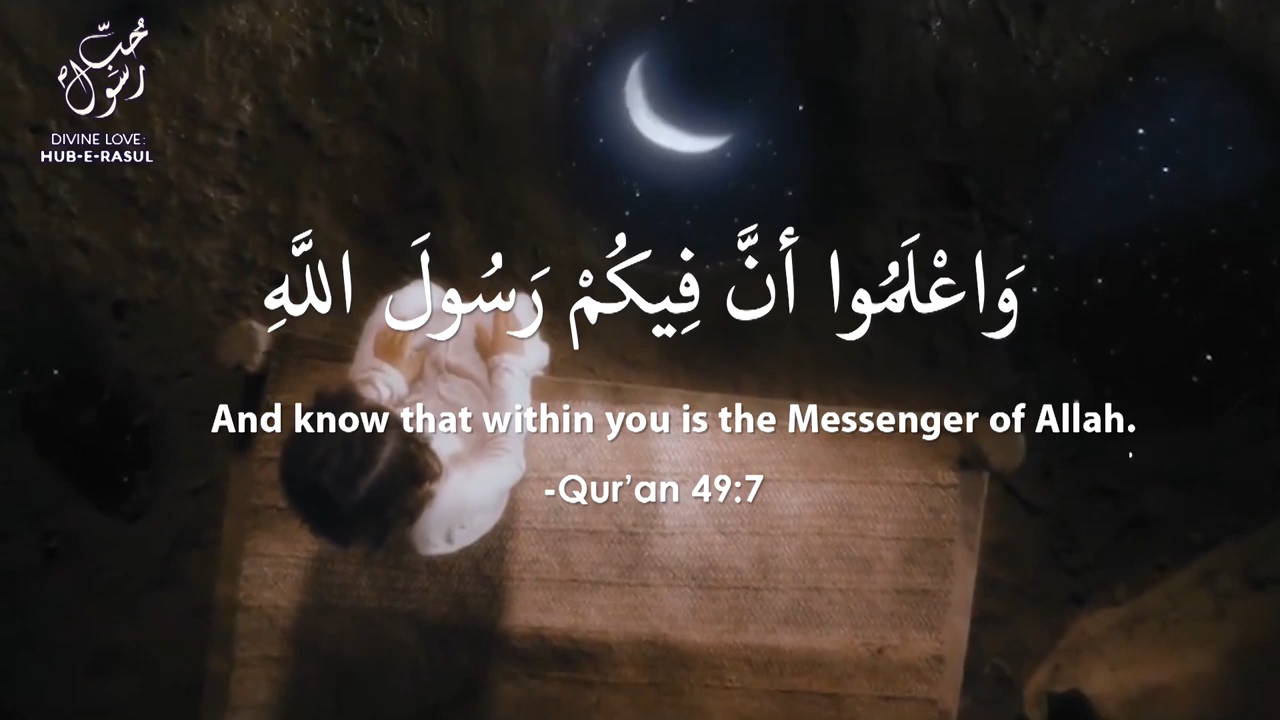 حُبّ
رَسُول
DIVINE LOVE:
HUB-E-RASUL
وَاعْلَمُوا أَنَّ فِيكُمْ رَسُولَ اللَّهِ
And know that within you is the Messenger of Allah.
-Qur’an 49:7